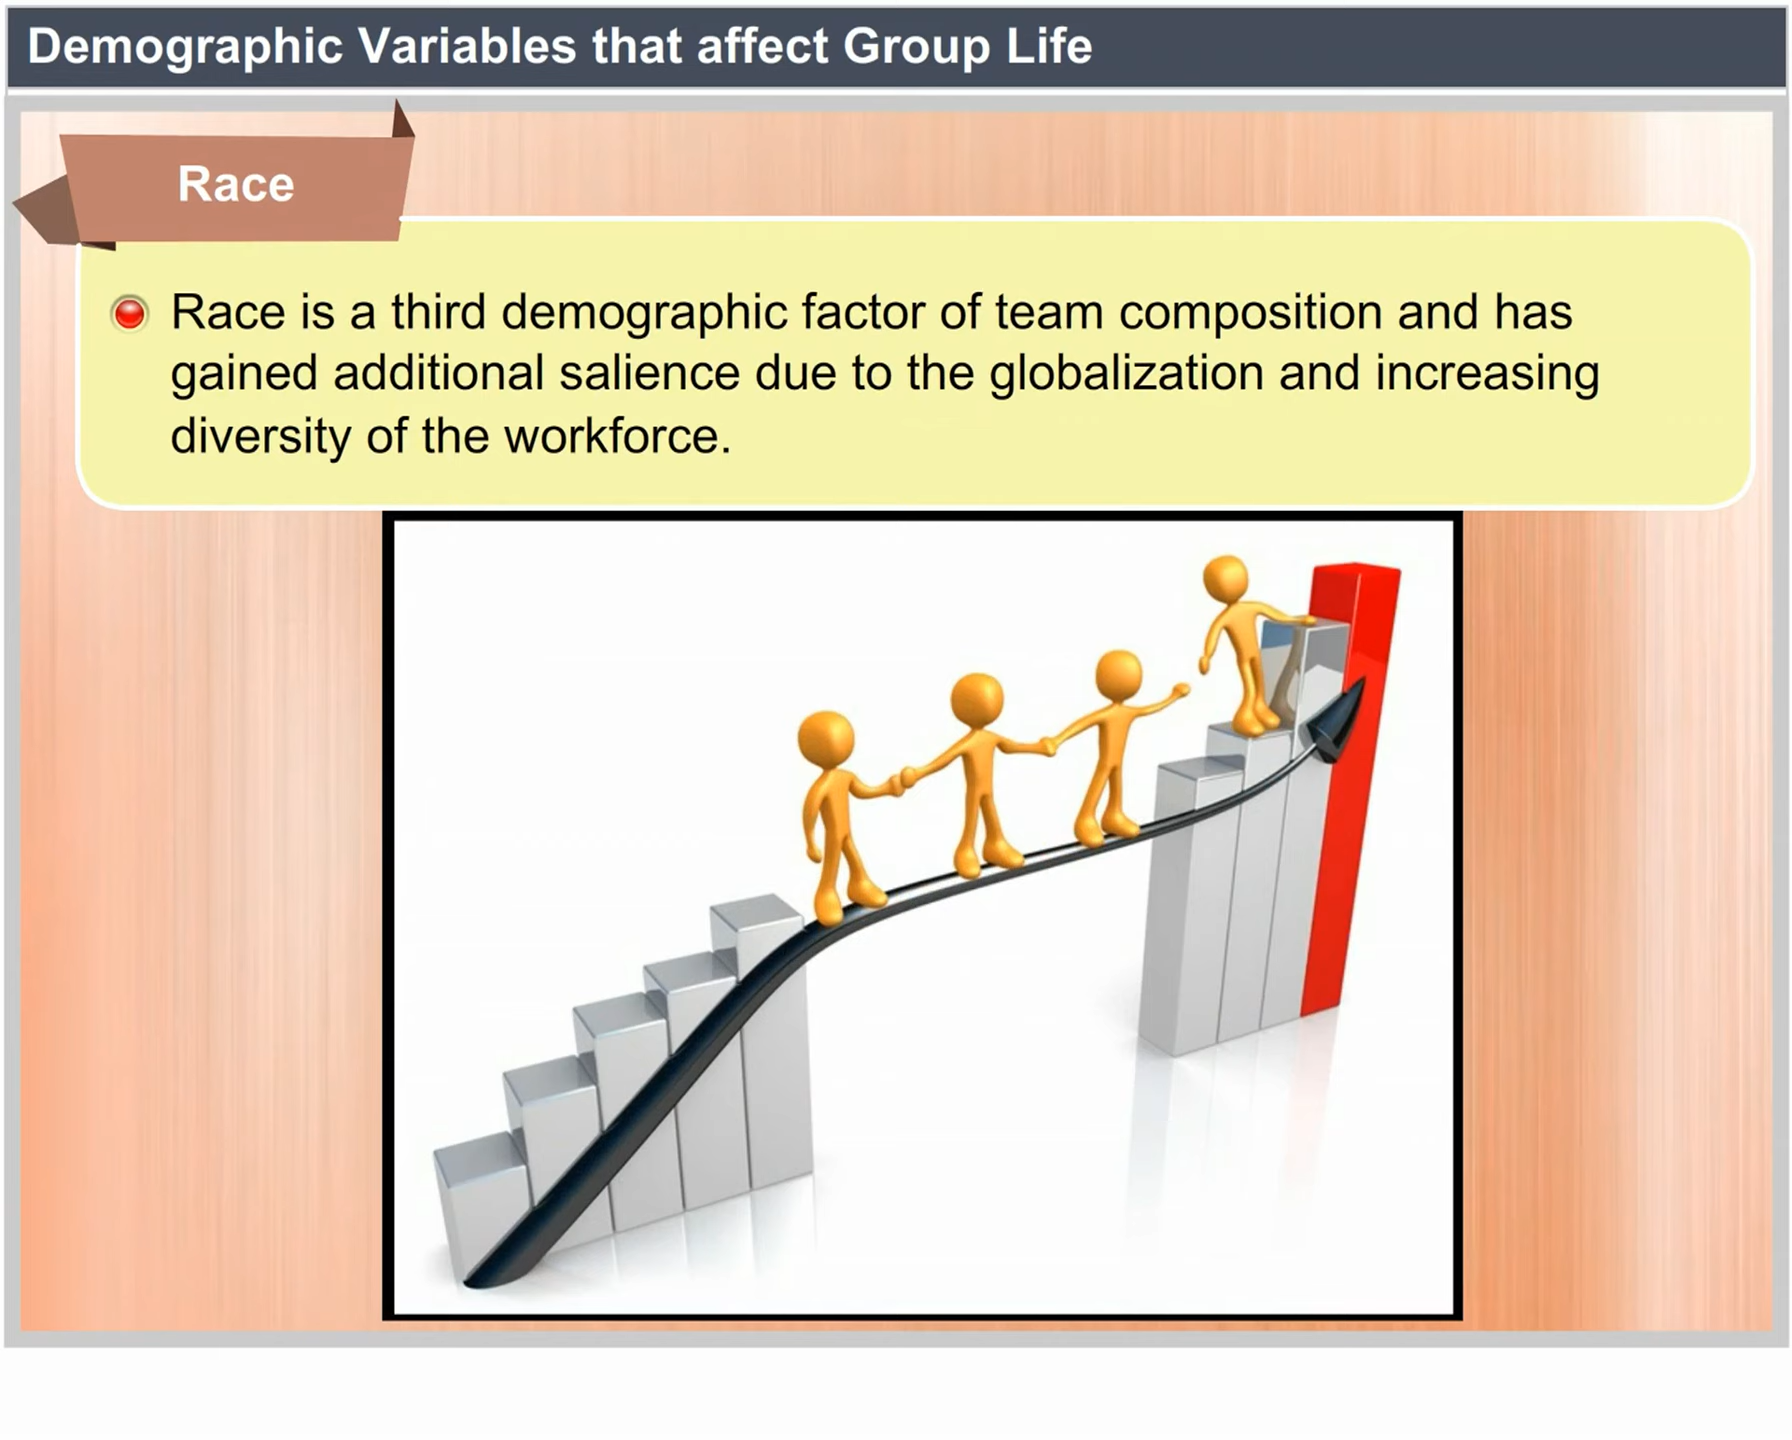 Demographic Variables that affect Group Life
Race
Race is a third demographic factor of team composition and has
gained additional salience due to the globalization and increasing
diversity of the workforce.